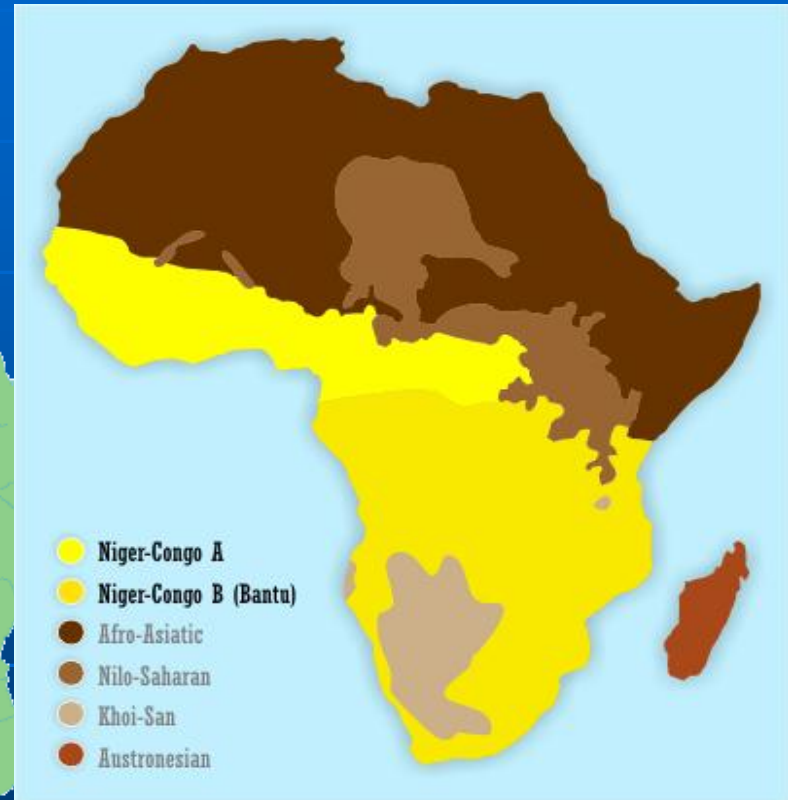 Niger-Congo A
Niger-Congo B (Bantu)
Afro-Asiatic
Nilo-Saharan
Khoi-San
Austronesian